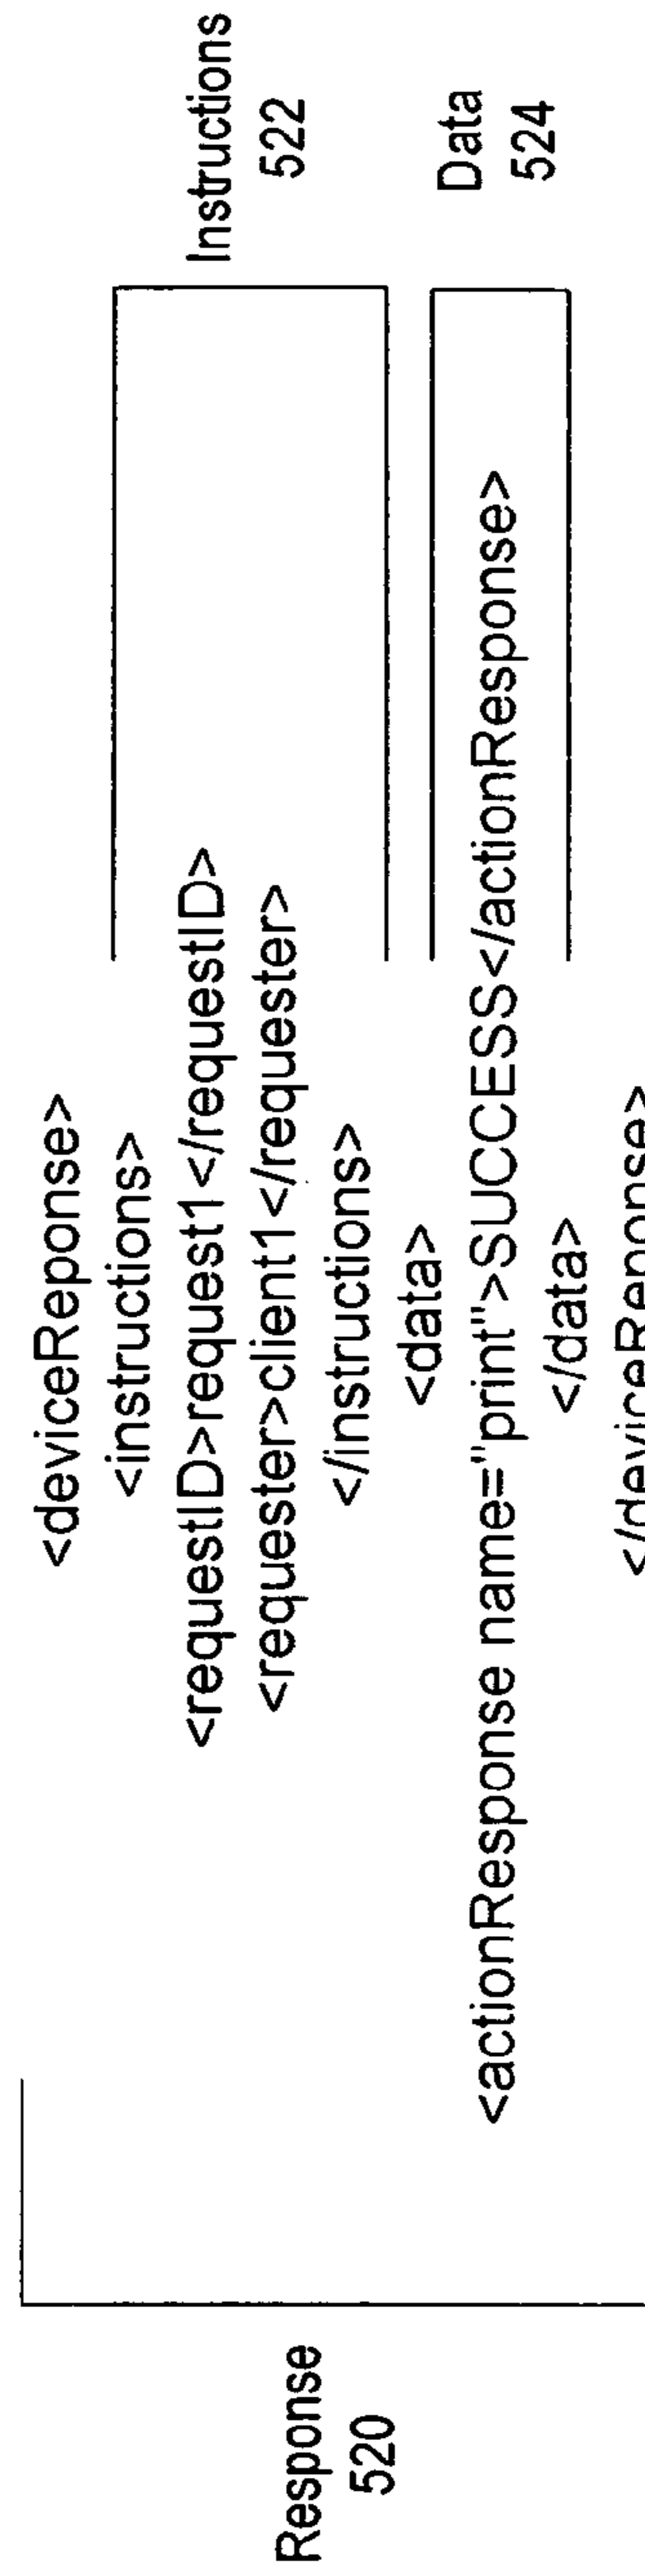 <deviceReponse>
<instructions>
<requestID>request1</requestID>
<requester>client1</requester>
</instructions>
<data>
<actionResponse name="print">SUCCESS</actionResponse>
</data>
</deviceReponse>
Response
520
Instructions
522
Data
524